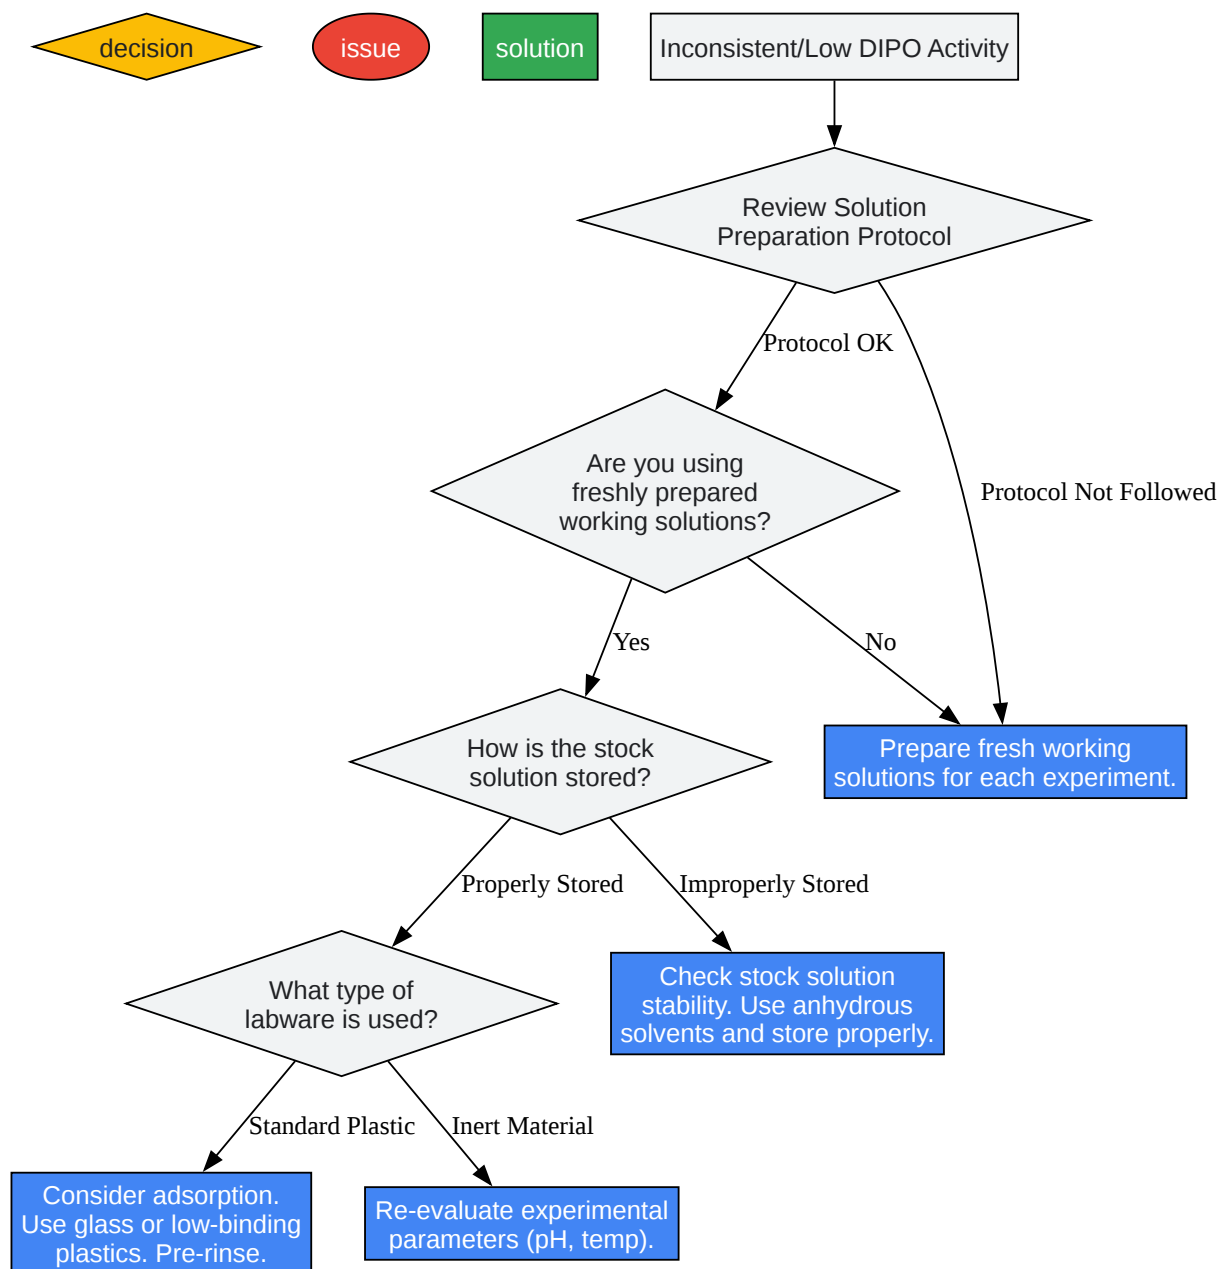 decision
issue
solution
Inconsistent/Low DIPO Activity
Review Solution
Preparation Protocol
Protocol OK
Are you using
freshly prepared
working solutions?
Protocol Not Followed
Yes
No
How is the stock
solution stored?
Prepare fresh working
solutions for each experiment.
Properly Stored
Improperly Stored
What type of
labware is used?
Check stock solution
stability. Use anhydrous
solvents and store properly.
Standard Plastic
Inert Material
Consider adsorption.
Use glass or low-binding
plastics. Pre-rinse.
Re-evaluate experimental
parameters (pH, temp).